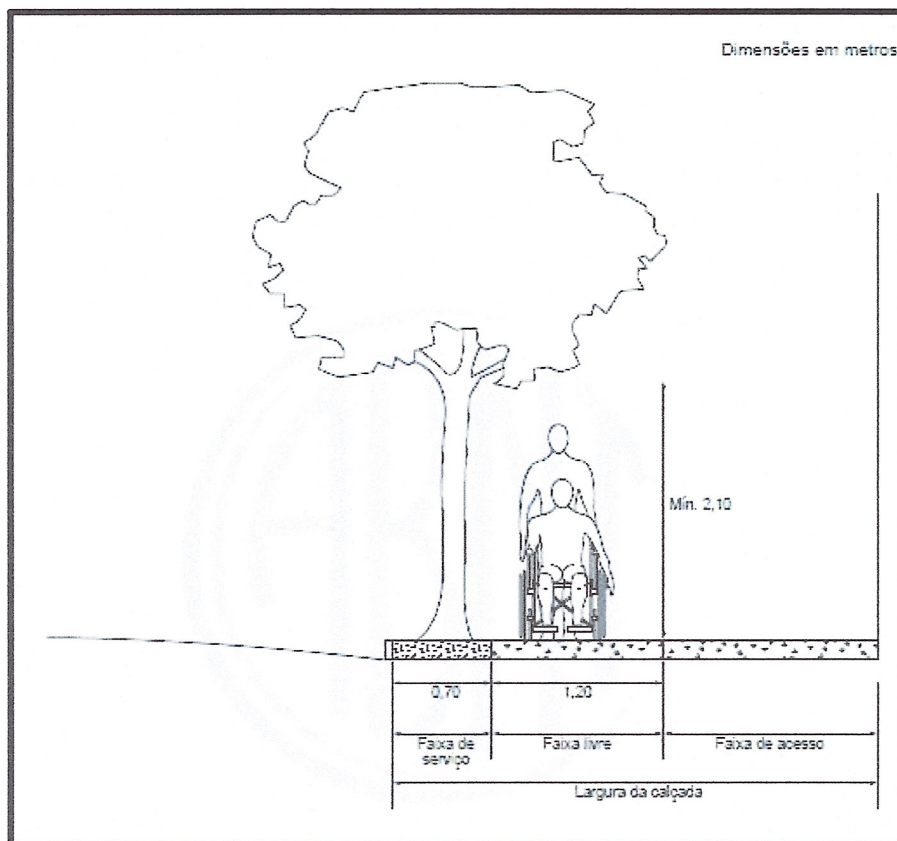 Dimensões em metros
Mín. 2,10
0,70
1,20
Faixa de
serviço
Faixa livre
Faixa de acesso
Largura da calçada